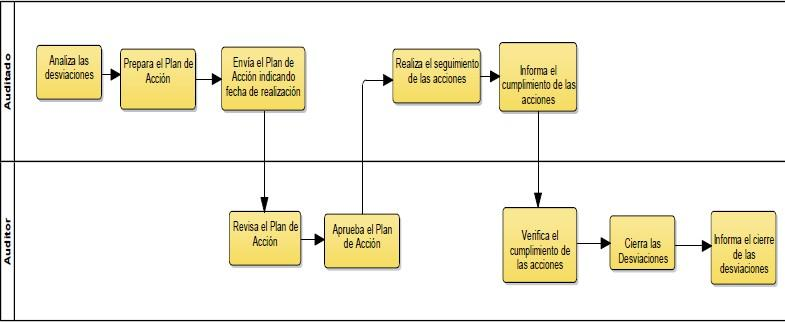 Auditado
Analiza las
desviaciones
Prepara el Plan de
Acción
Envía el Plan de
Acción indicando
fecha de realización
Realiza el seguimiento
de las acciones
Informa el
cumplimiento de las
acciones
Auditor
Revisa el Plan de
Acción
Aprueba el Plan
de Acción
Verifica el
cumplimiento de
las acciones
Cierra las
Desviaciones
Informa el cierre
de las
desviaciones